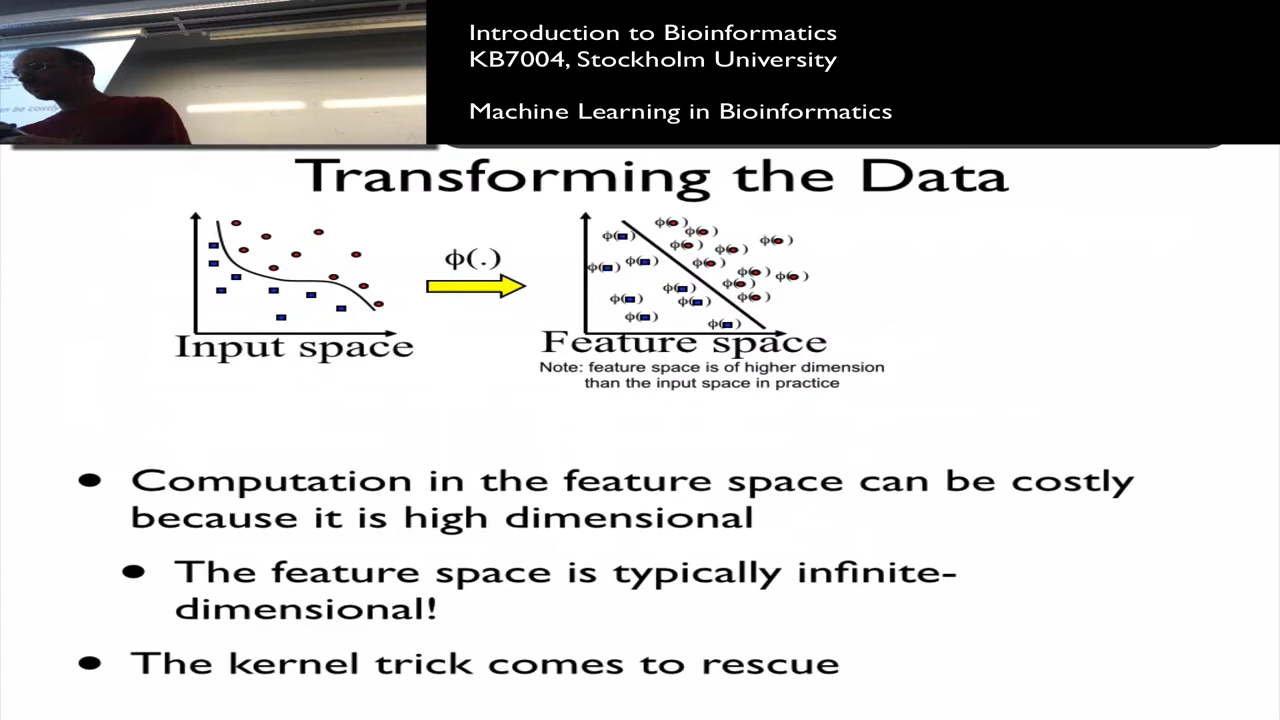 Introduction to Bioinformatics
KB7004, Stockholm University
Machine Learning in Bioinformatics
Transforming the Data
ϕ(.)
ϕ( ) ϕ( ) ϕ( ) ϕ( ) ϕ( ) ϕ( )
ϕ( ) ϕ( ) ϕ( ) ϕ( ) ϕ( )
ϕ( ) ϕ( ) ϕ( ) ϕ( ) ϕ( )
ϕ( ) ϕ( )
Input space
Feature space
Note: feature space is of higher dimension
than the input space in practice
• Computation in the feature space can be costly
because it is high dimensional
• The feature space is typically infinite-
dimensional!
• The kernel trick comes to rescue